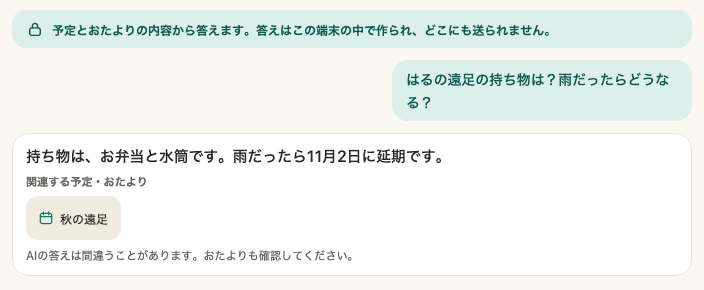 予定とおたよりの内容から答えます。答えはこの端末の中で作られ、どこにも送られません。
はるの遠足の持ち物は？雨だったらどうな
る？
持ち物は、お弁当と水筒です。雨だったら11月2日に延期です。
関連する予定・おたより
秋の遠足
AIの答えは間違うことがあります。おたよりも確認してください。